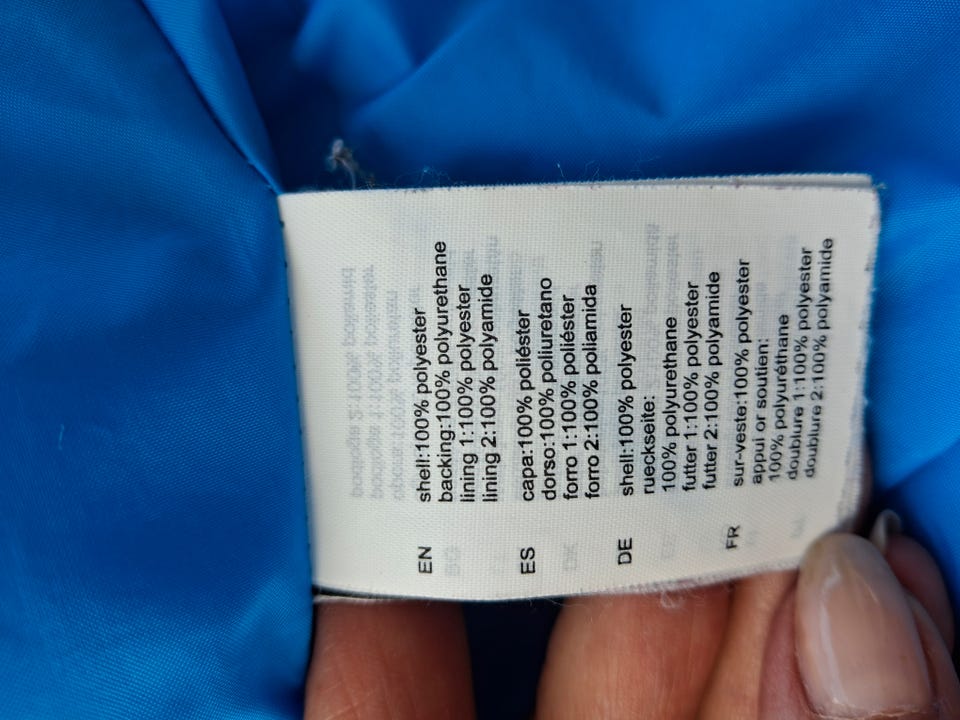 EN shell:100% polyester
backing:100% polyurethane
lining 1:100% polyester
lining 2:100% polyamide
ES capa:100% poliéster
dorso:100% poliuretano
forro 1:100% poliéster
forro 2:100% poliamida
DE shell:100% polyester
rueckseite:
100% polyurethane
futter 1:100% polyester
futter 2:100% polyamide
FR sur-veste:100% polyester
appui or soutien:
100% polyuréthane
doublure 1:100% polyester
doublure 2:100% polyamide